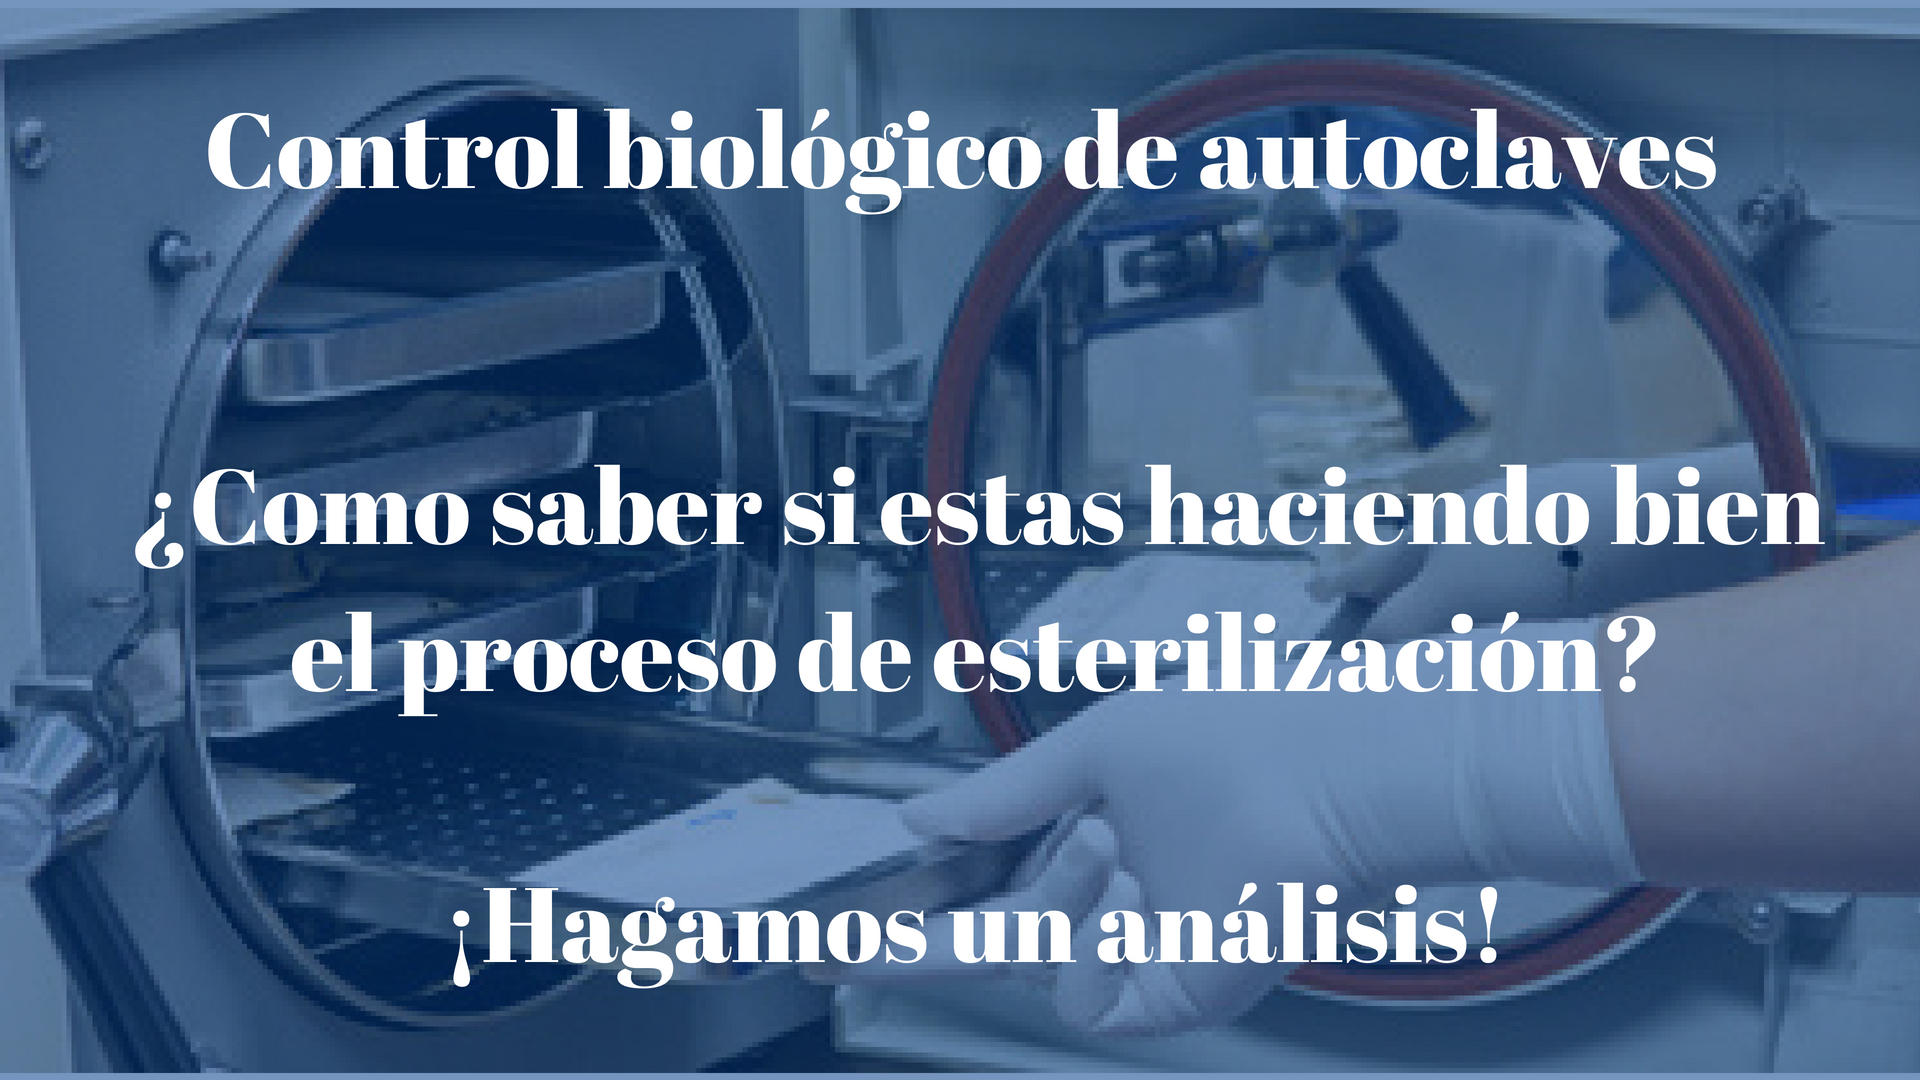 Control biológico de autoclaves
¿Como saber si estas haciendo bien
el proceso de esterilización?
¡Hagamos un análisis!